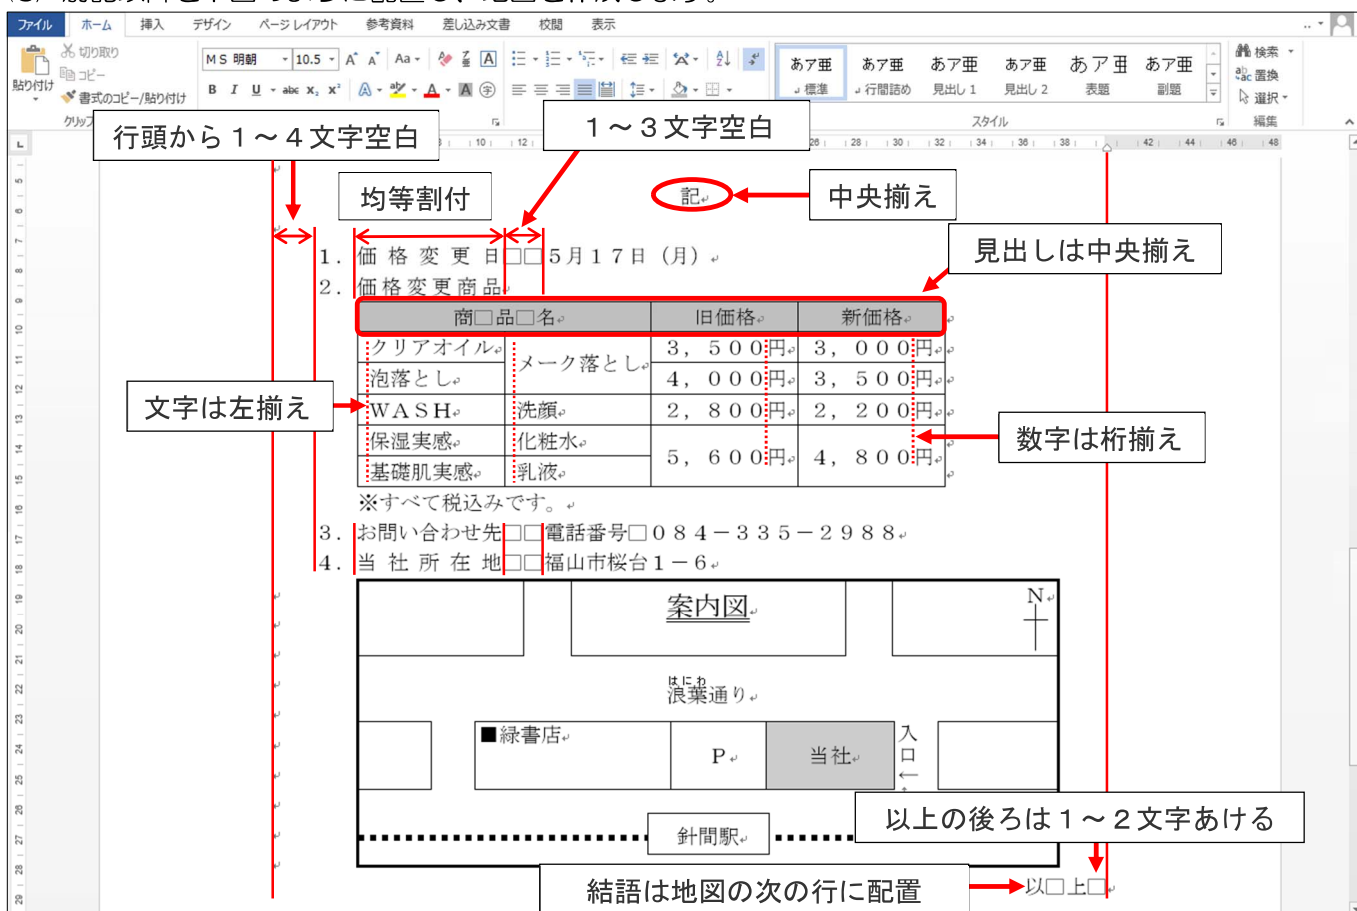 ファイル ホーム 挿入 デザイン ページ レイアウト 参考資料 差し込み文書 校閲 表示
切り取り
コピー
書式のコピー/貼り付け
貼り付け
ＭＳ 明朝 10.5
あア亜 あア亜 あア亜 あア亜 あア亜 あア亜
標準 行間詰め 見出し 1 見出し 2 表題 副題
検索
置換
選択
スタイル 編集
行頭から１～４文字空白
１～３文字空白
均等割付
記
中央揃え
1. 価格変更日□□５月１７日（月）
見出しは中央揃え
2. 価格変更商品
商□品□名 旧価格 新価格
クリアオイル メーク落とし ３，５００円 ３，０００円
泡落とし ４，０００円 ３，５００円
文字は左揃え
ＷＡＳＨ 洗顔 ２，８００円 ２，２００円
保湿実感 化粧水 ５，６００円 ４，８００円
数字は桁揃え
基礎肌実感 乳液
※すべて税込みです。
3. お問い合わせ先□□電話番号□０８４－３３５－２９８８
4. 当社所在地□□福山市桜台１－６
案内図
N
はにわ
浪葉通り
■緑書店 P 当社 入口
←
以上の後ろは１～２文字あける
針間駅
結語は地図の次の行に配置
以□上□